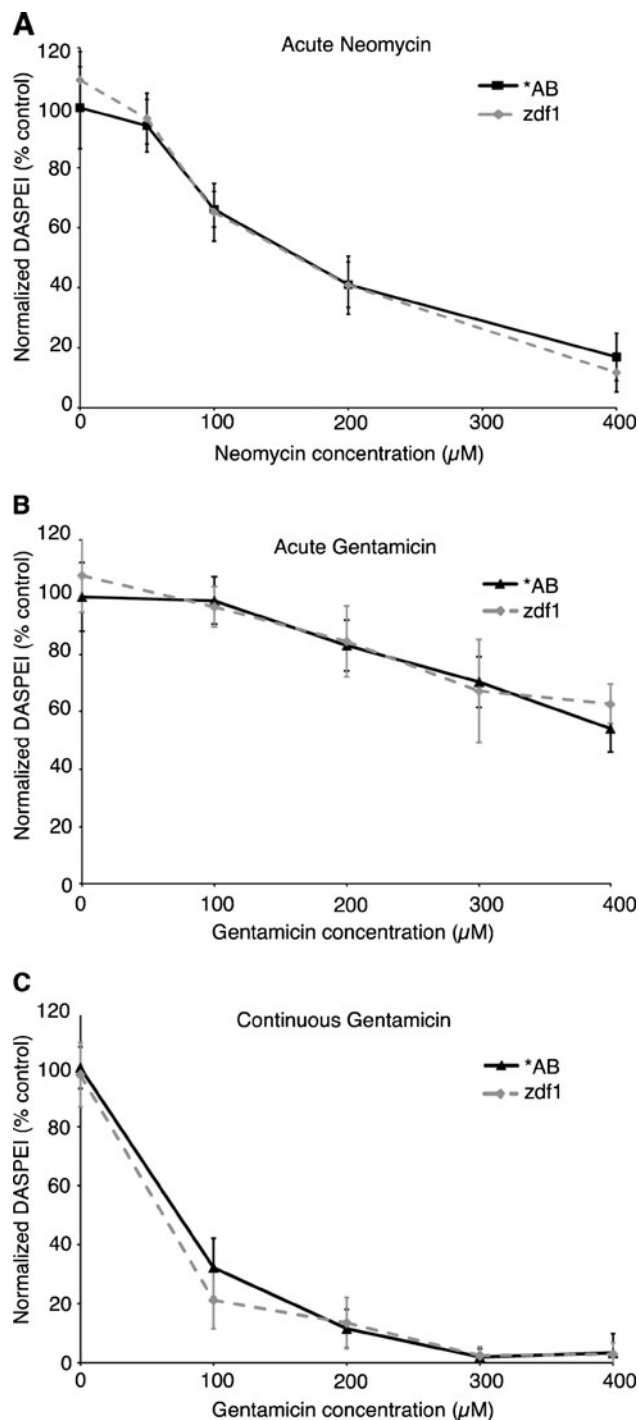 A
Acute Neomycin
*AB
zdf1
Normalized DASPEI (% control)
120
100
80
60
40
20
0
0 100 200 300 400
Neomycin concentration (µM)
B
Acute Gentamicin
*AB
zdf1
Normalized DASPEI (% control)
120
100
80
60
40
20
0
0 100 200 300 400
Gentamicin concentration (µM)
C
Continuous Gentamicin
*AB
zdf1
Normalized DASPEI (% control)
120
100
80
60
40
20
0
0 100 200 300 400
Gentamicin concentration (µM)